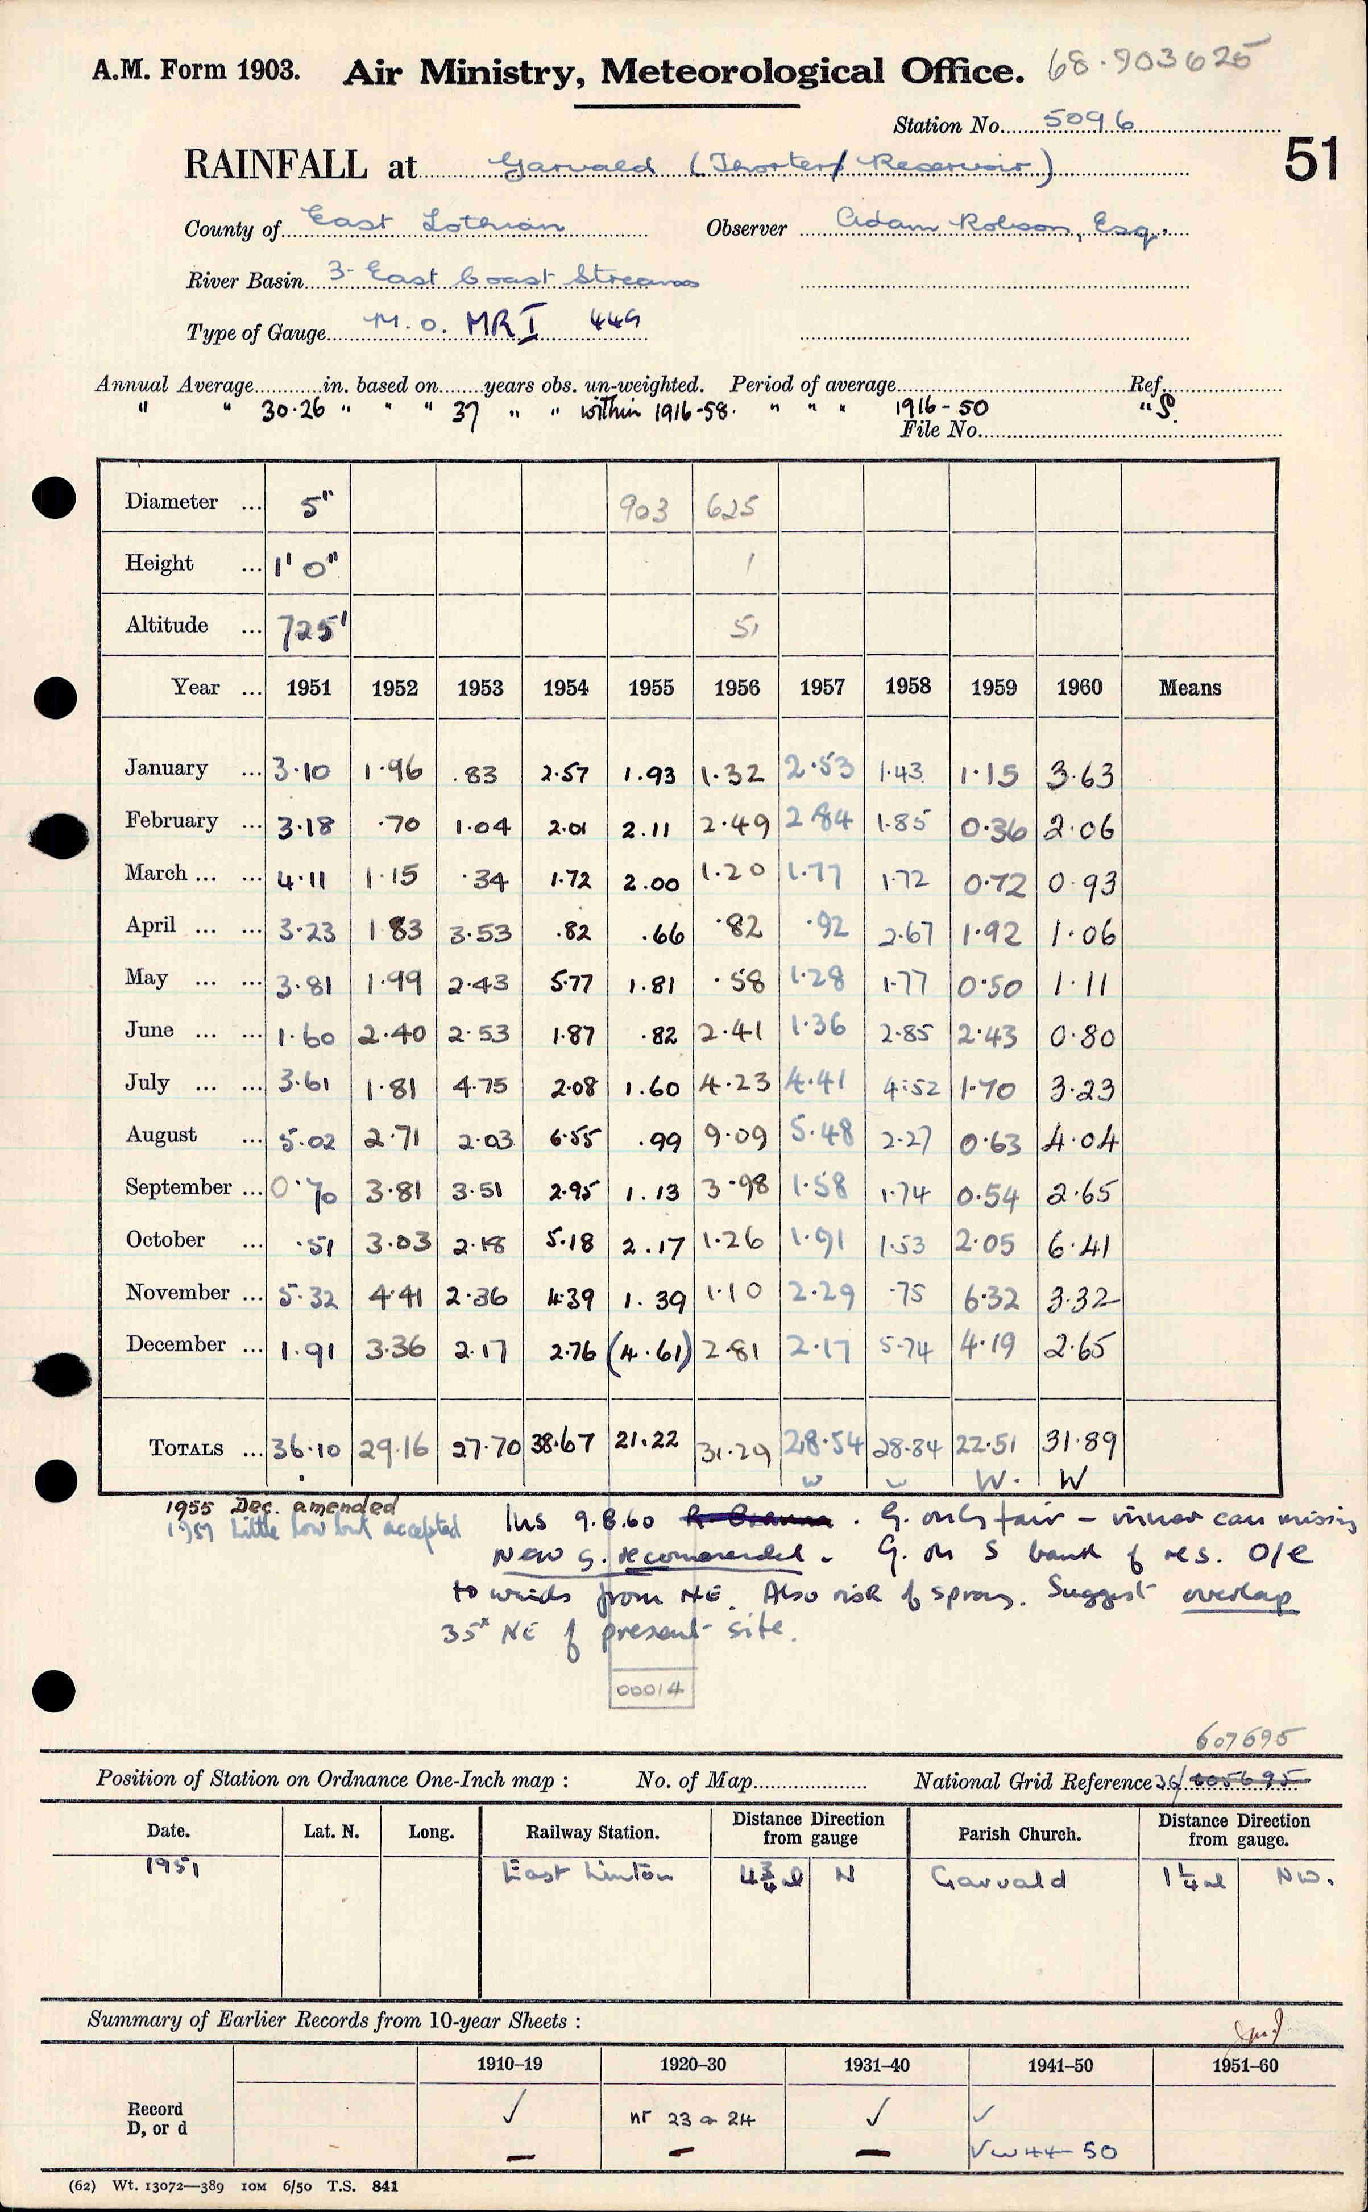 A.M. Form 1903. Air Ministry, Meteorological Office. 68.903625
Station No. 5096
51
RAINFALL at Garvald (Thorters Reservoir)
County of East Lothian Observer Adam Robson, Esq.
River Basin 3 East Coast Streams
Type of Gauge M.O. MR I 449
Annual Average in. based on years obs. un-weighted. Period of average Ref.
" " 30.26 " " " 37 " " within 1916-58. " " " 1916-50 " S.
File No.
Diameter ... 5" 903 625
Height ... 1' 0" 1
Altitude ... 725' 51
Year ... 1951 1952 1953 1954 1955 1956 1957 1958 1959 1960 Means
January ... 3.10 1.96 .83 2.57 1.93 1.32 2.53 1.43 1.15 3.63
February ... 3.18 .70 1.04 2.01 2.11 2.49 2.84 1.85 0.36 2.06
March ... ... 4.11 1.15 .34 1.72 2.00 1.20 1.77 1.72 0.72 0.93
April ... ... 3.23 1.83 3.53 .82 .66 .82 .92 2.67 1.92 1.06
May ... ... 3.81 1.99 2.43 5.77 1.81 .58 1.28 1.77 0.50 1.11
June ... ... 1.60 2.40 2.53 1.87 .82 2.41 1.36 2.85 2.43 0.80
July ... ... 3.61 1.81 4.75 2.08 1.60 4.23 4.41 4.52 1.70 3.23
August ... 5.02 2.71 2.03 6.55 .99 9.09 5.48 2.27 0.63 4.04
September ... 0.70 3.81 3.51 2.95 1.13 3.98 1.58 1.74 0.54 2.65
October ... .51 3.03 2.18 5.18 2.17 1.26 1.91 1.53 2.05 6.41
November ... 5.32 4.41 2.36 4.39 1.39 1.10 2.29 .75 6.32 3.32
December ... 1.91 3.36 2.17 2.76 (4.61) 2.81 2.17 5.74 4.19 2.65
TOTALS ... 36.10 29.16 27.70 38.67 21.22 31.29 28.54 28.84 22.51 31.89
w w W. W
1955 Dec. amended
1959 Little low but accepted
Ins 9.8.60 . G. only fair - inner can missing
New G. recommended. G. on S bank of res. O/E
to winds from NE. Also risk of spray. Suggest overlap
35x NE of present site.
00014
607695
Position of Station on Ordnance One-Inch map : No. of Map National Grid Reference 36/ 605695
Date. Lat. N. Long. Railway Station. Distance Direction from gauge Parish Church. Distance Direction from gauge.
1951 East Linton 4¾ml N Garvald 1¼ml NW.
Summary of Earlier Records from 10-year Sheets :
1910–19 1920–30 1931–40 1941–50 1951–60
Record
D, or d ✓ nr 23 or 24 ✓ ✓
— — — 44-50
(62) Wt. 13072—389 10M 6/50 T.S. 841